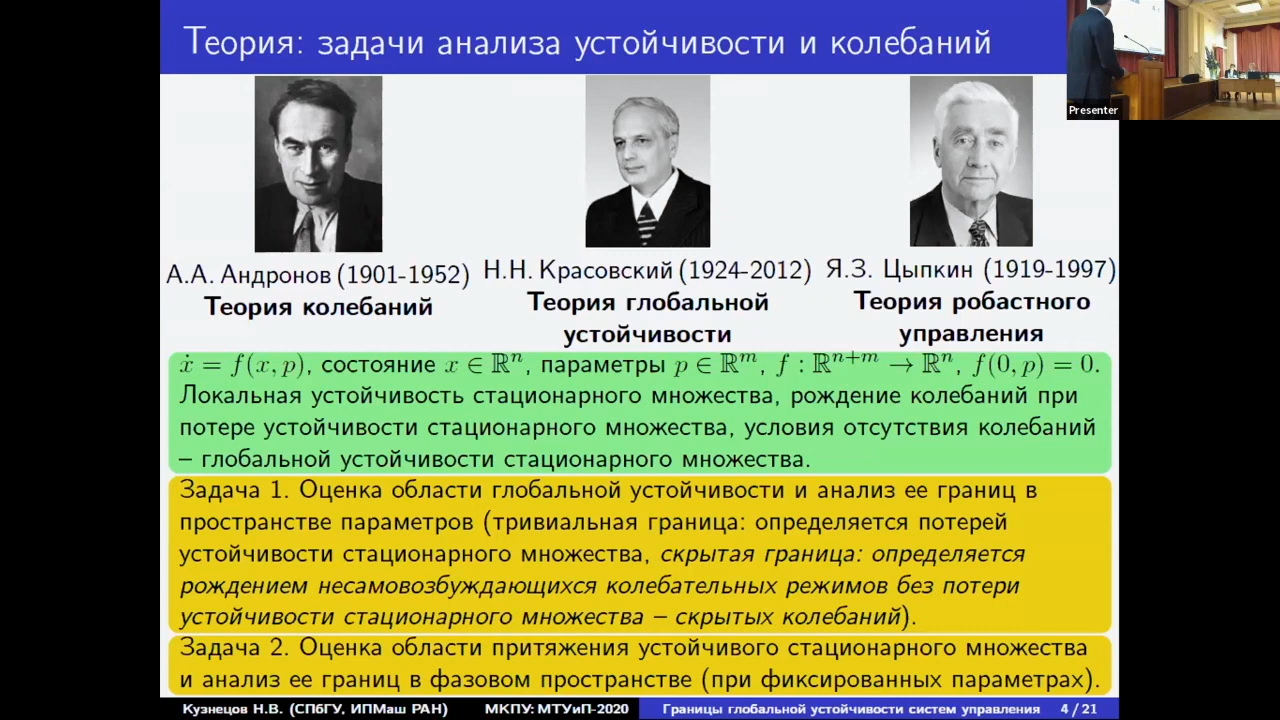 Теория: задачи анализа устойчивости и колебаний
Presenter
А.А. Андронов (1901-1952)
Теория колебаний
Н.Н. Красовский (1924-2012)
Теория глобальной
устойчивости
Я.З. Цыпкин (1919-1997)
Теория робастного
управления
ẋ = f(x, p), состояние x ∈ ℝⁿ, параметры p ∈ ℝᵐ, f : ℝⁿ⁺ᵐ → ℝⁿ, f(0, p) = 0.
Локальная устойчивость стационарного множества, рождение колебаний при
потере устойчивости стационарного множества, условия отсутствия колебаний
– глобальной устойчивости стационарного множества.
Задача 1. Оценка области глобальной устойчивости и анализ ее границ в
пространстве параметров (тривиальная граница: определяется потерей
устойчивости стационарного множества, скрытая граница: определяется
рождением несамовозбуждающихся колебательных режимов без потери
устойчивости стационарного множества – скрытых колебаний).
Задача 2. Оценка области притяжения устойчивого стационарного множества
и анализ ее границ в фазовом пространстве (при фиксированных параметрах).
Кузнецов Н.В. (СПбГУ, ИПМаш РАН) МКПУ: МТУиП-2020 Границы глобальной устойчивости систем управления 4 / 21